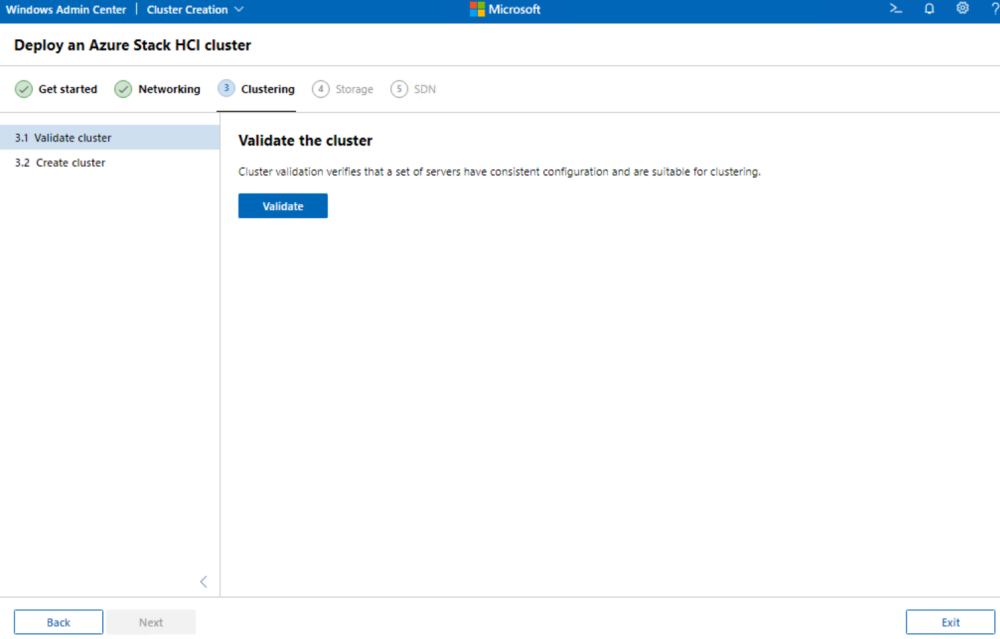 Windows Admin Center | Cluster Creation Microsoft >_ ?
Deploy an Azure Stack HCI cluster
Get started Networking 3 Clustering 4 Storage 5 SDN
3.1 Validate cluster
3.2 Create cluster
Validate the cluster
Cluster validation verifies that a set of servers have consistent configuration and are suitable for clustering.
Validate
Back Next Exit